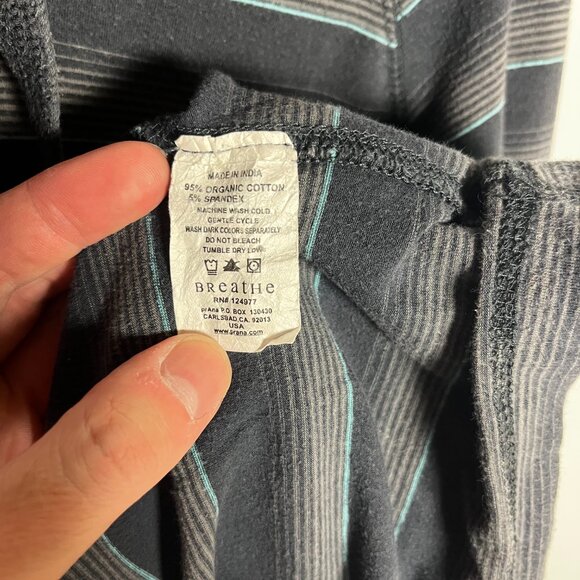 MADE IN INDIA
95% ORGANIC COTTON
5% SPANDEX
MACHINE WASH COLD
GENTLE CYCLE
WASH DARK COLORS SEPARATELY
DO NOT BLEACH
TUMBLE DRY LOW
BREATHE
RN# 124977
prAna P.O. BOX 130430
CARLSBAD,CA. 92013
USA
www.prana.com